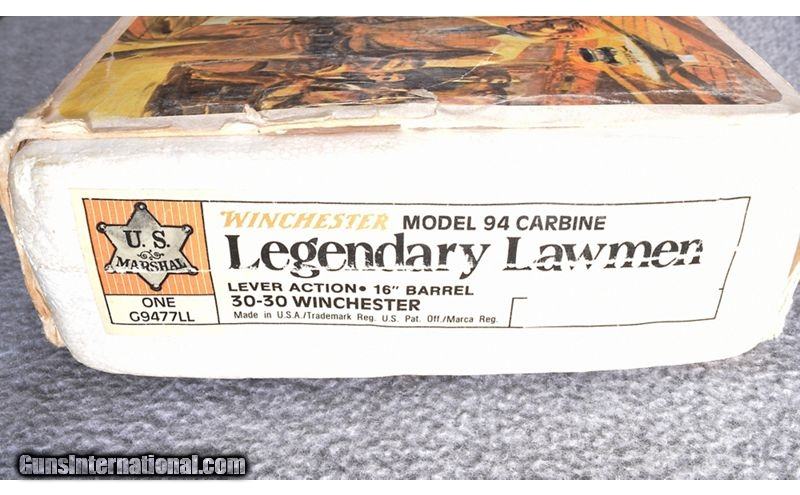 U. S.
MARSHAL
ONE
G9477LL
WINCHESTER MODEL 94 CARBINE
Legendary Lawmen
LEVER ACTION• 16" BARREL
30-30 WINCHESTER
Made in U.S.A./Trademark Reg. U.S. Pat. Off./Marca Reg.
GunsInternational.com